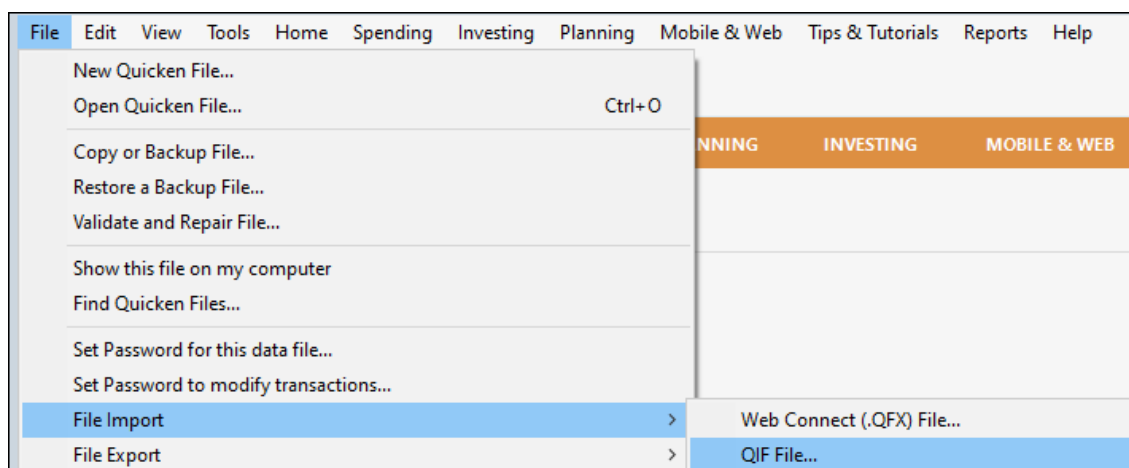 File Edit View Tools Home Spending Investing Planning Mobile & Web Tips & Tutorials Reports Help
New Quicken File...
Open Quicken File... Ctrl+O
NNING INVESTING MOBILE & WEB
Copy or Backup File...
Restore a Backup File...
Validate and Repair File...
Show this file on my computer
Find Quicken Files...
Set Password for this data file...
Set Password to modify transactions...
File Import > Web Connect (.QFX) File...
File Export > QIF File...